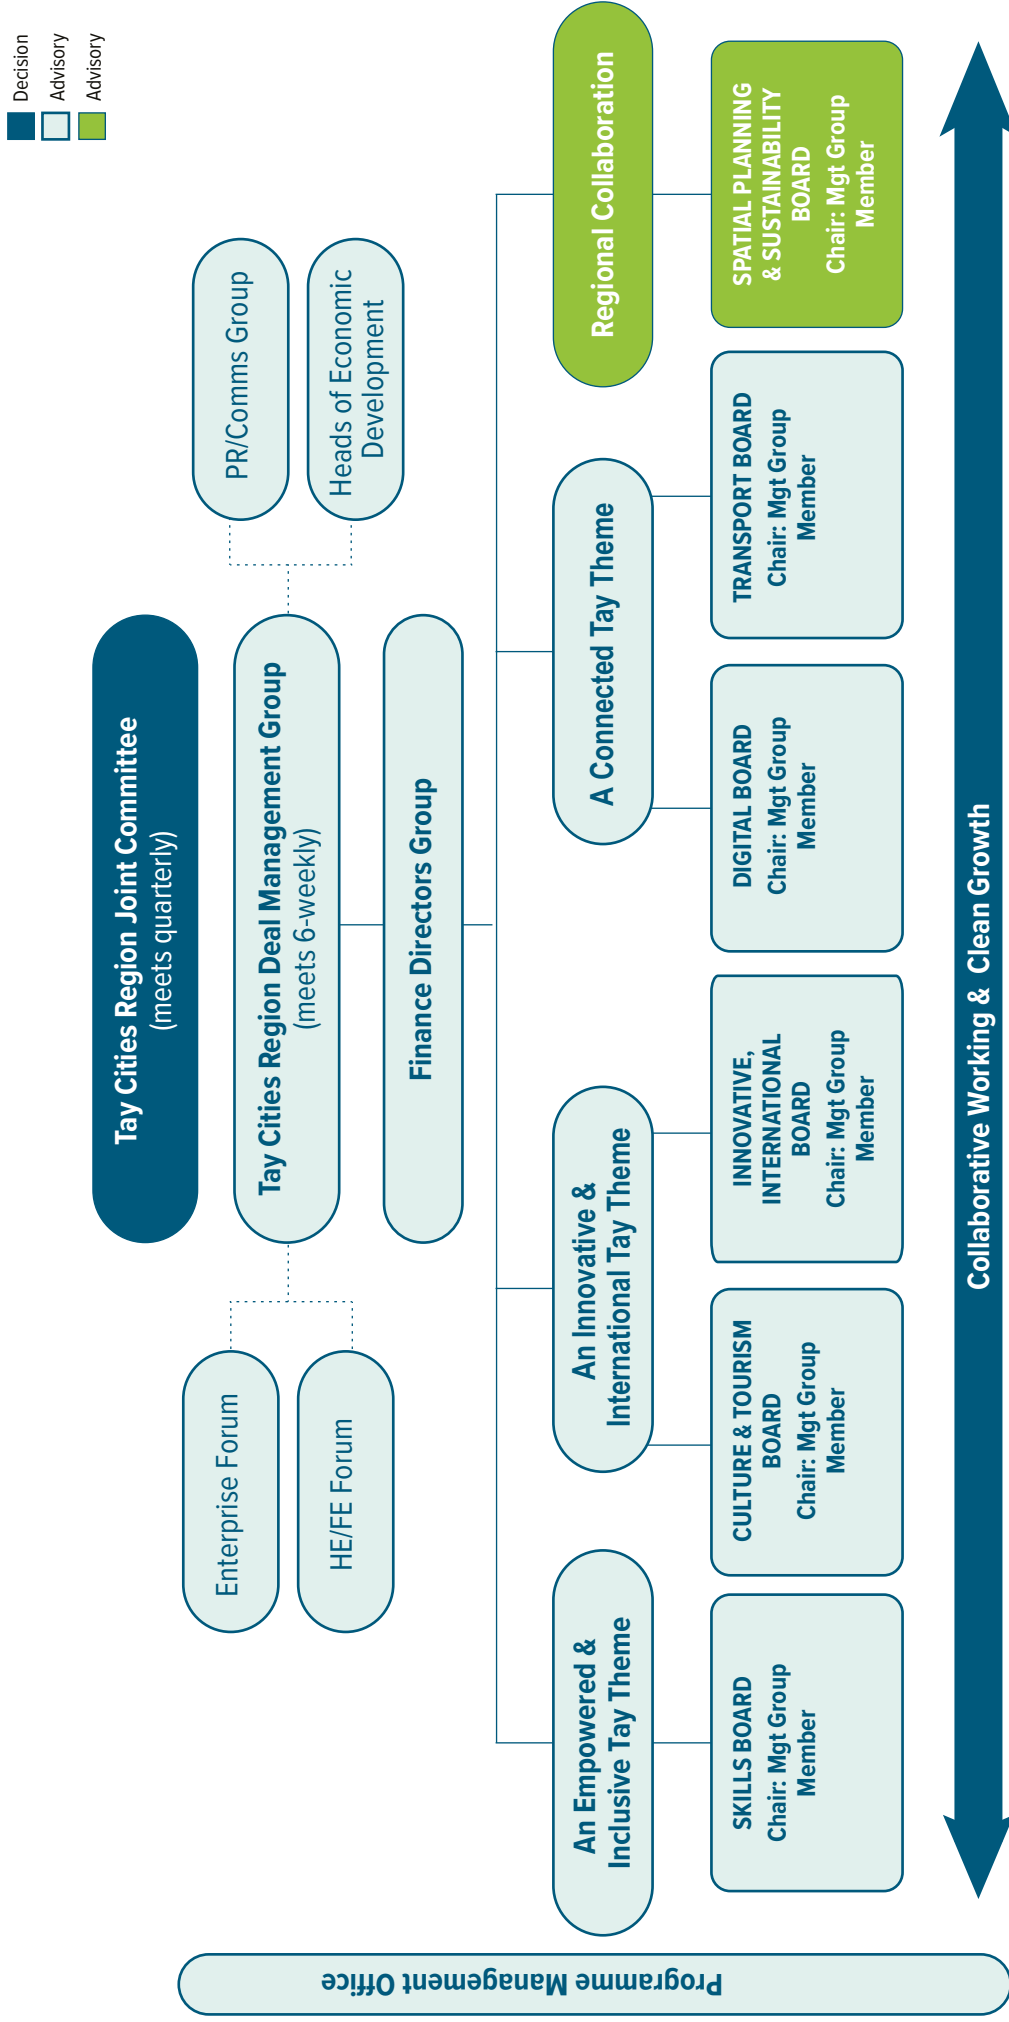 Decision
Advisory
Advisory
Tay Cities Region Joint Committee
(meets quarterly)
Enterprise Forum
HE/FE Forum
Tay Cities Region Deal Management Group
(meets 6-weekly)
PR/Comms Group
Heads of Economic
Development
Finance Directors Group
An Empowered &
Inclusive Tay Theme
An Innovative &
International Tay Theme
A Connected Tay Theme
Regional Collaboration
SKILLS BOARD
Chair: Mgt Group
Member
CULTURE & TOURISM
BOARD
Chair: Mgt Group
Member
INNOVATIVE,
INTERNATIONAL
BOARD
Chair: Mgt Group
Member
DIGITAL BOARD
Chair: Mgt Group
Member
TRANSPORT BOARD
Chair: Mgt Group
Member
SPATIAL PLANNING
& SUSTAINABILITY
BOARD
Chair: Mgt Group
Member
Collaborative Working & Clean Growth
Programme Management Office